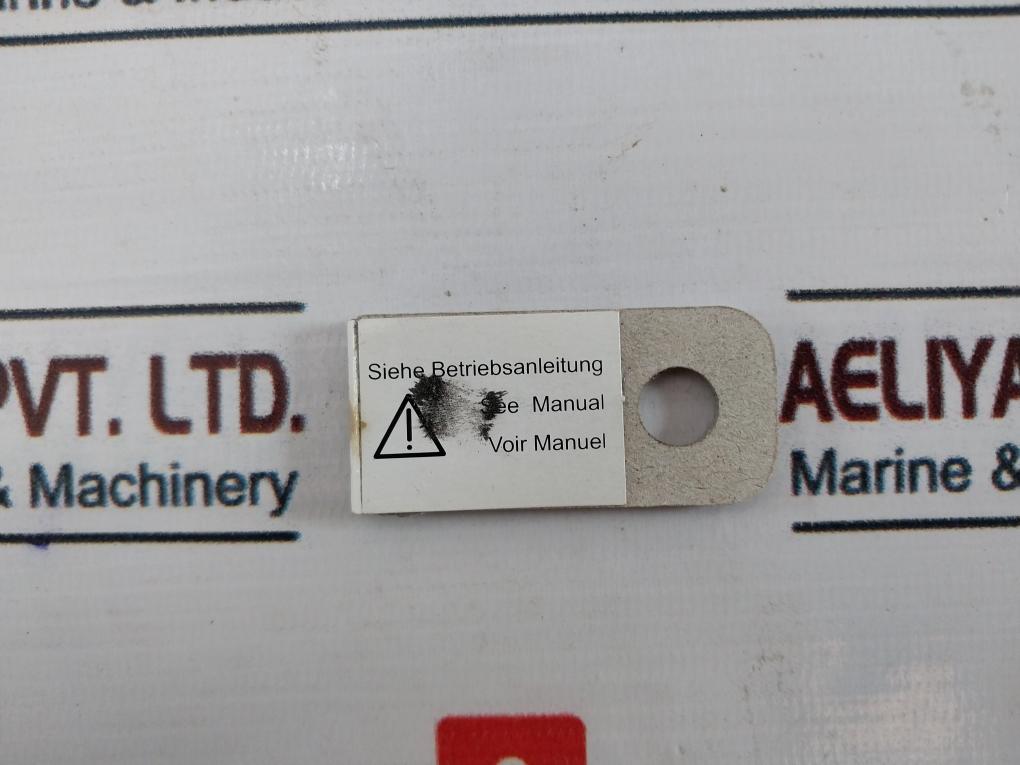 PVT. LTD.
& Machinery
Siehe Betriebsanleitung
See Manual
Voir Manuel
AELIYA
Marine &